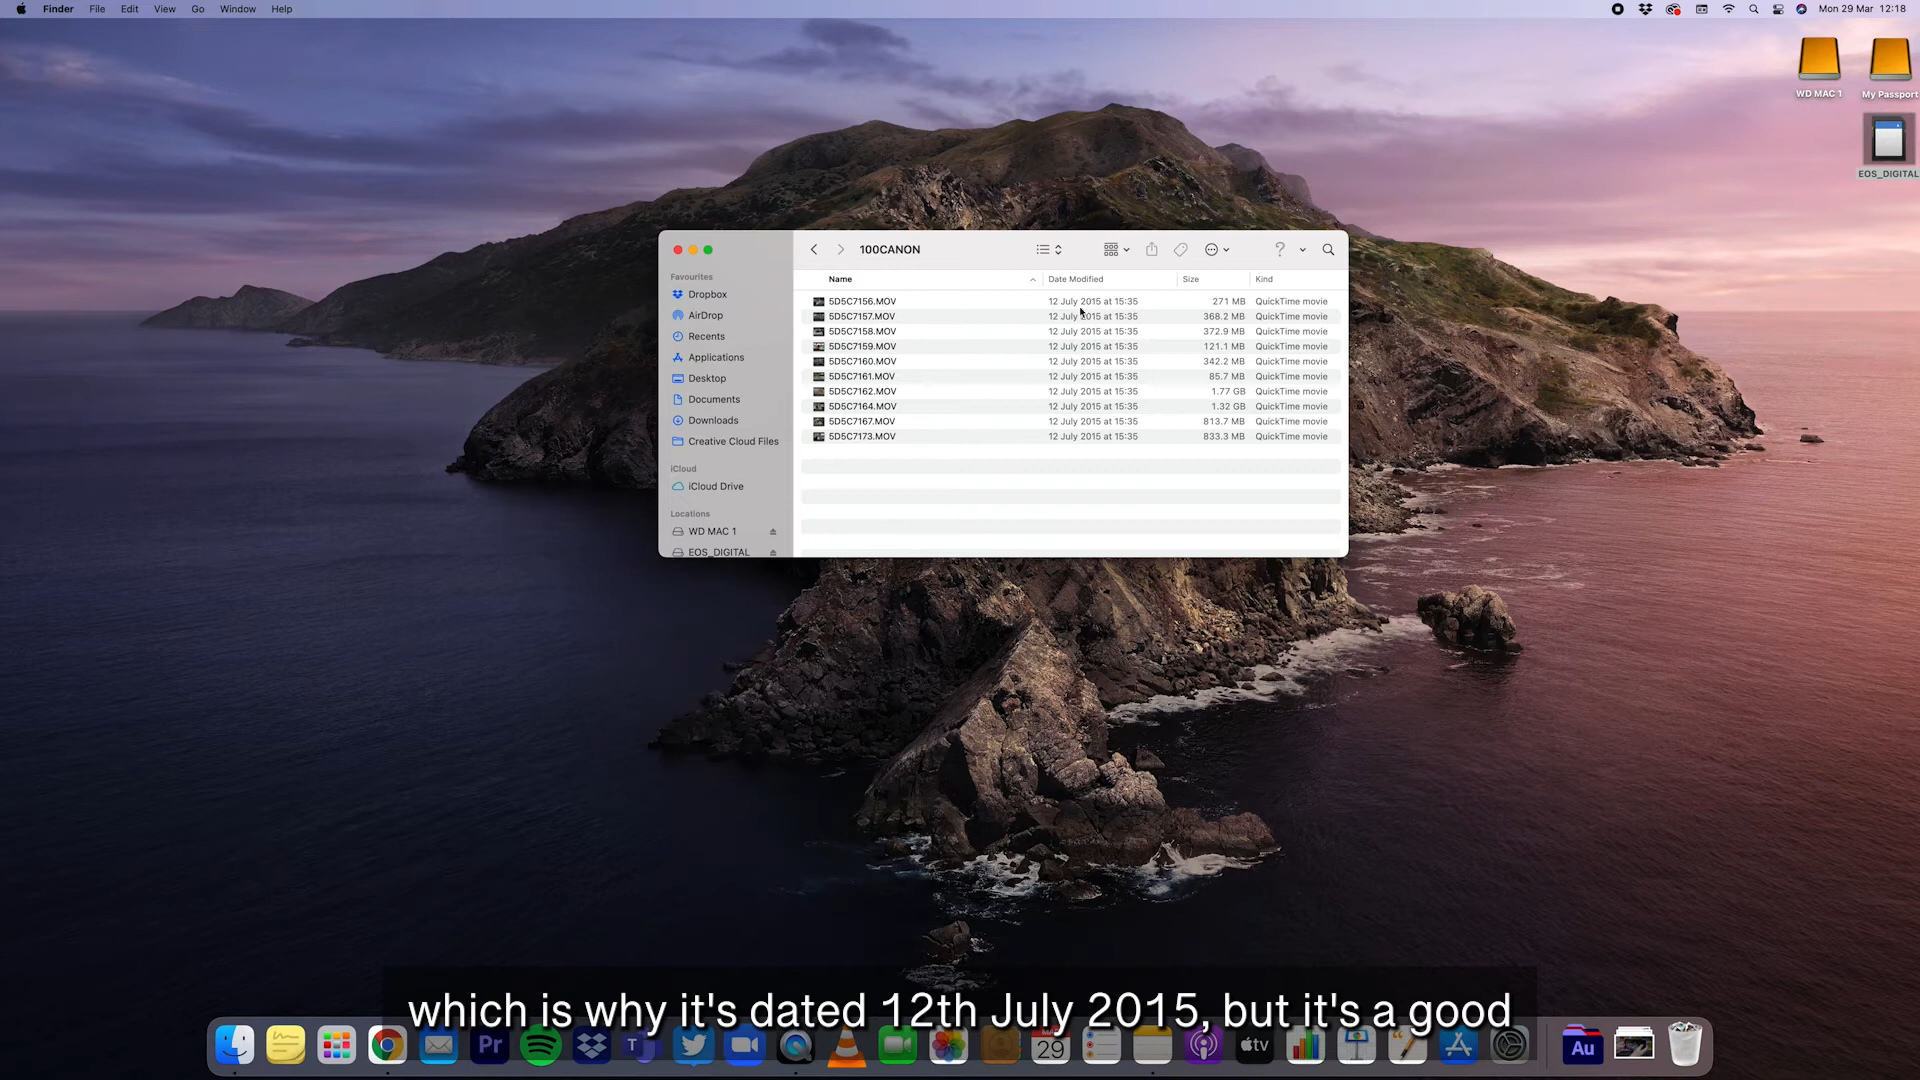 Finder File Edit View Go Window Help
Mon 29 Mar 12:18
WD MAC 1
My Passport
EOS_DIGITAL
100CANON
Favourites
Dropbox
AirDrop
Recents
Applications
Desktop
Documents
Downloads
Creative Cloud Files
iCloud
iCloud Drive
Locations
WD MAC 1
EOS_DIGITAL
Name Date Modified Size Kind
5D5C7156.MOV 12 July 2015 at 15:35 271 MB QuickTime movie
5D5C7157.MOV 12 July 2015 at 15:35 368.2 MB QuickTime movie
5D5C7158.MOV 12 July 2015 at 15:35 372.9 MB QuickTime movie
5D5C7159.MOV 12 July 2015 at 15:35 121.1 MB QuickTime movie
5D5C7160.MOV 12 July 2015 at 15:35 342.2 MB QuickTime movie
5D5C7161.MOV 12 July 2015 at 15:35 85.7 MB QuickTime movie
5D5C7162.MOV 12 July 2015 at 15:35 1.77 GB QuickTime movie
5D5C7164.MOV 12 July 2015 at 15:35 1.32 GB QuickTime movie
5D5C7167.MOV 12 July 2015 at 15:35 813.7 MB QuickTime movie
5D5C7173.MOV 12 July 2015 at 15:35 833.3 MB QuickTime movie
which is why it's dated 12th July 2015, but it's a good
Pr T 29 tv Au